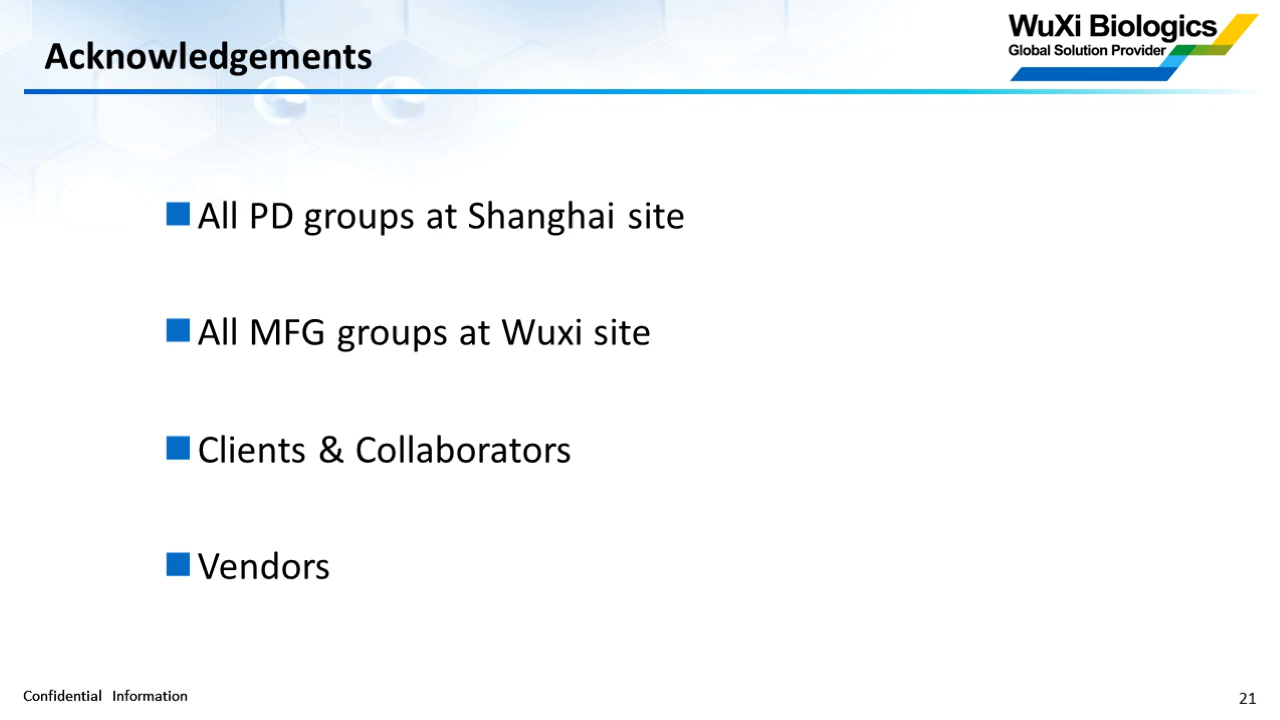 Acknowledgements
WuXi Biologics
Global Solution Provider
All PD groups at Shanghai site
All MFG groups at Wuxi site
Clients & Collaborators
Vendors
Confidential Information
21